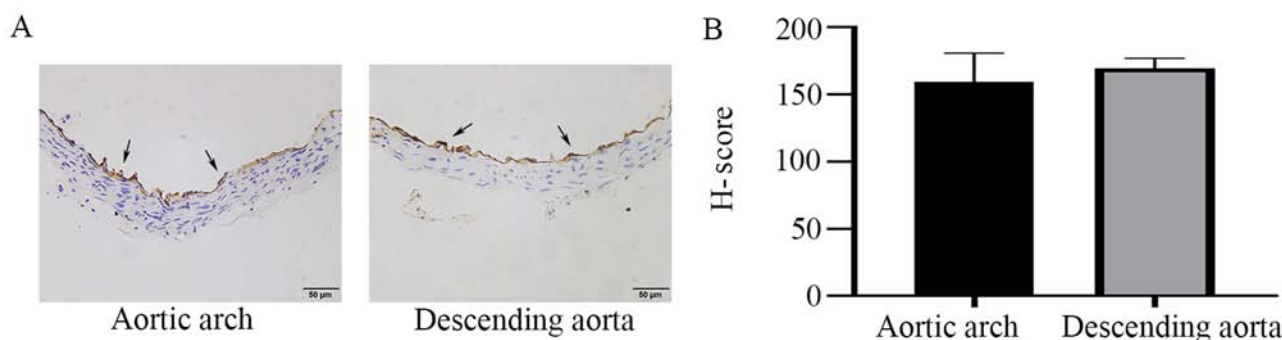 A
50 µm
50 µm
Aortic arch
Descending aorta
B
H-score
200
150
100
50
0
Aortic arch
Descending aorta